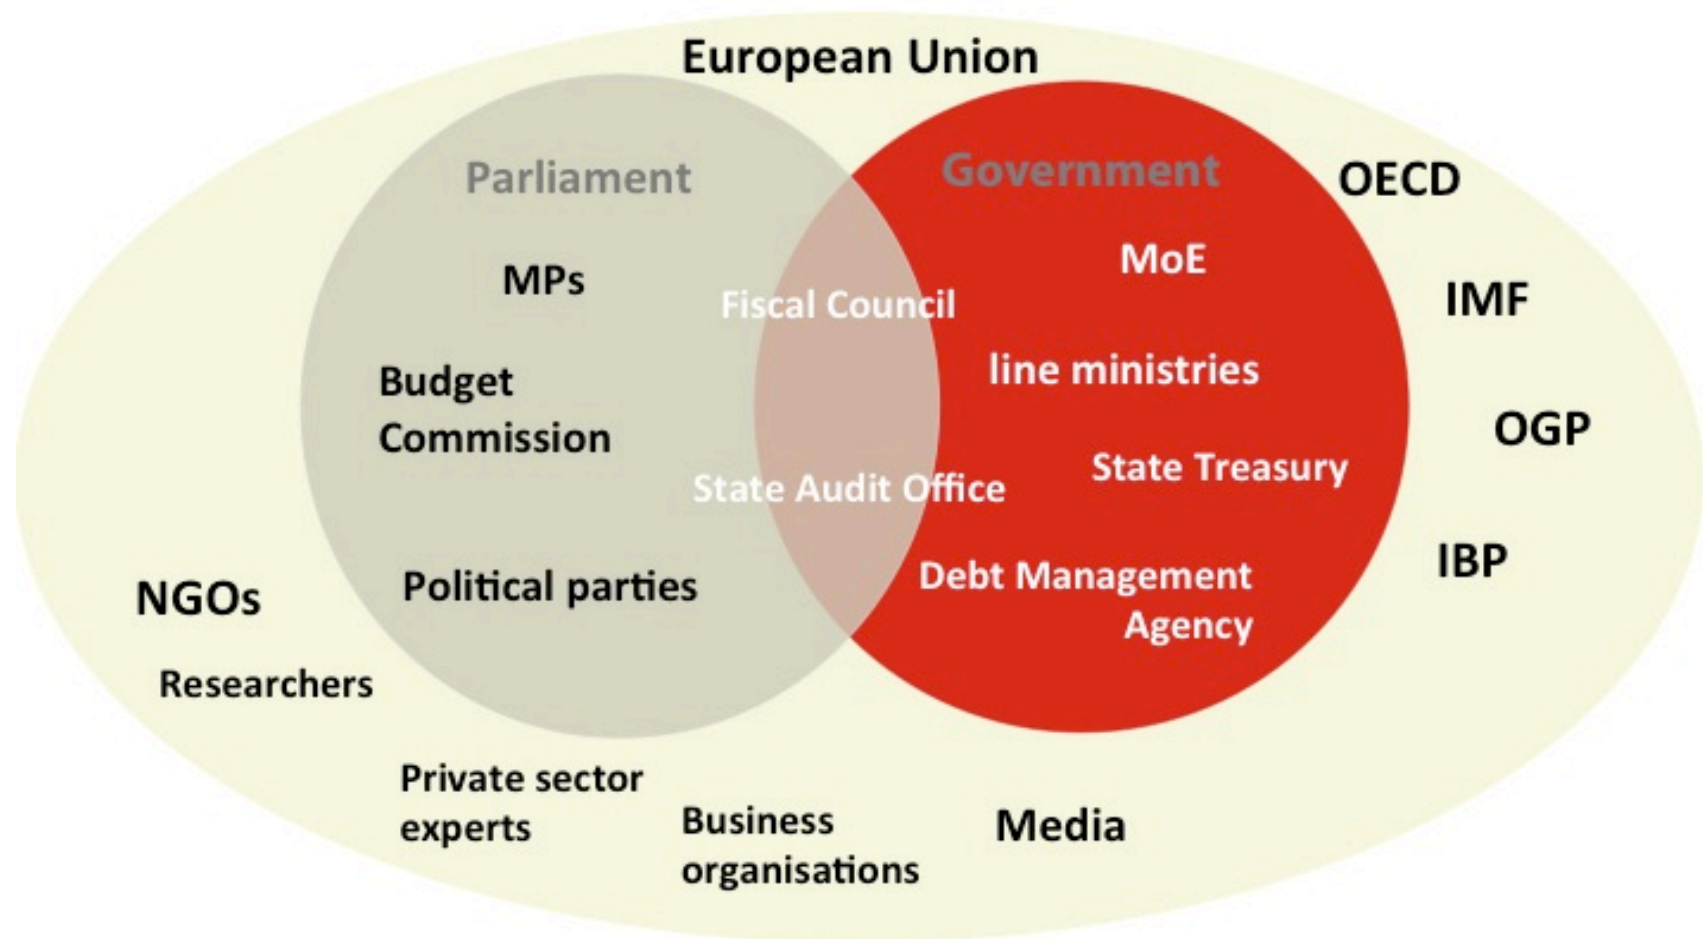 European Union
Parliament
Government
OECD
MPs
MoE
Fiscal Council
IMF
Budget
Commission
line ministries
OGP
State Audit Office
State Treasury
Political parties
Debt Management
Agency
IBP
NGOs
Researchers
Private sector
experts
Business
organisations
Media